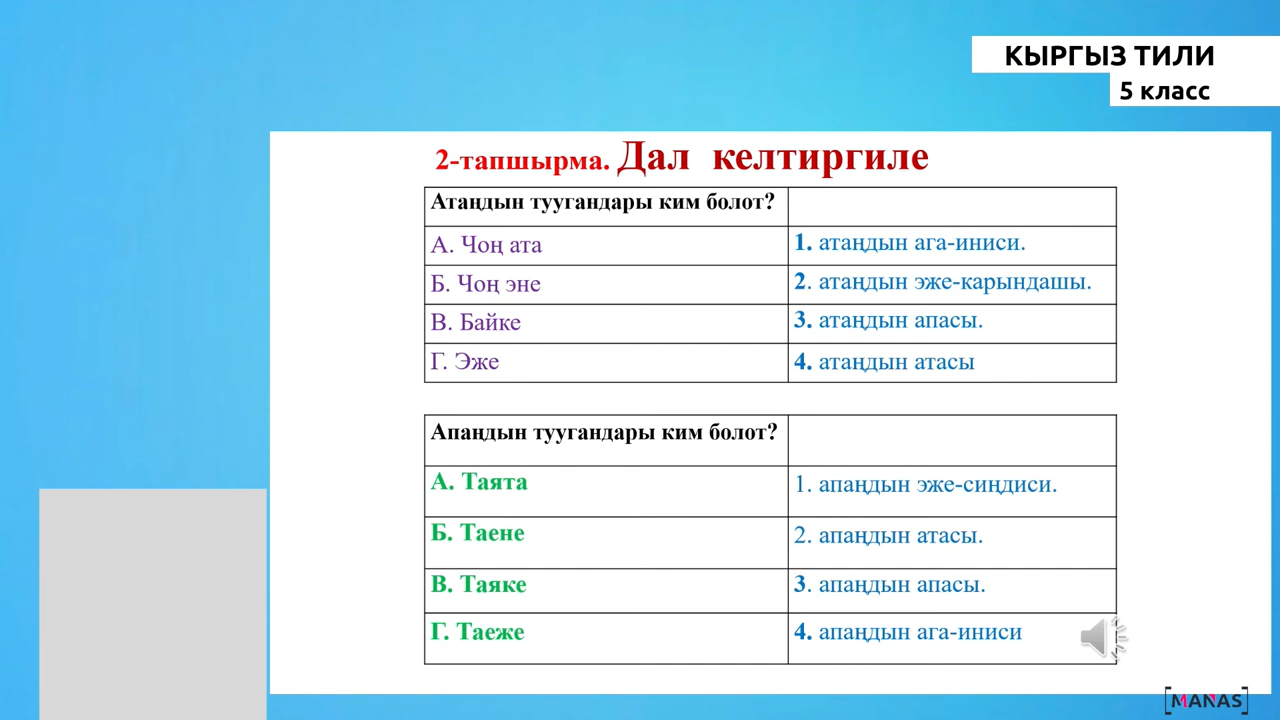 КЫРГЫЗ ТИЛИ
5 класс
2-тапшырма. Дал келтиргиле
Атаңдын туугандары ким болот?
А. Чоң ата
1. атаңдын ага-иниси.
Б. Чоң эне
2. атаңдын эже-карындашы.
В. Байке
3. атаңдын апасы.
Г. Эже
4. атаңдын атасы
Апаңдын туугандары ким болот?
А. Таята
1. апаңдын эже-сиңдиси.
Б. Таене
2. апаңдын атасы.
В. Таяке
3. апаңдын апасы.
Г. Таеже
4. апаңдын ага-иниси
[MANAS]